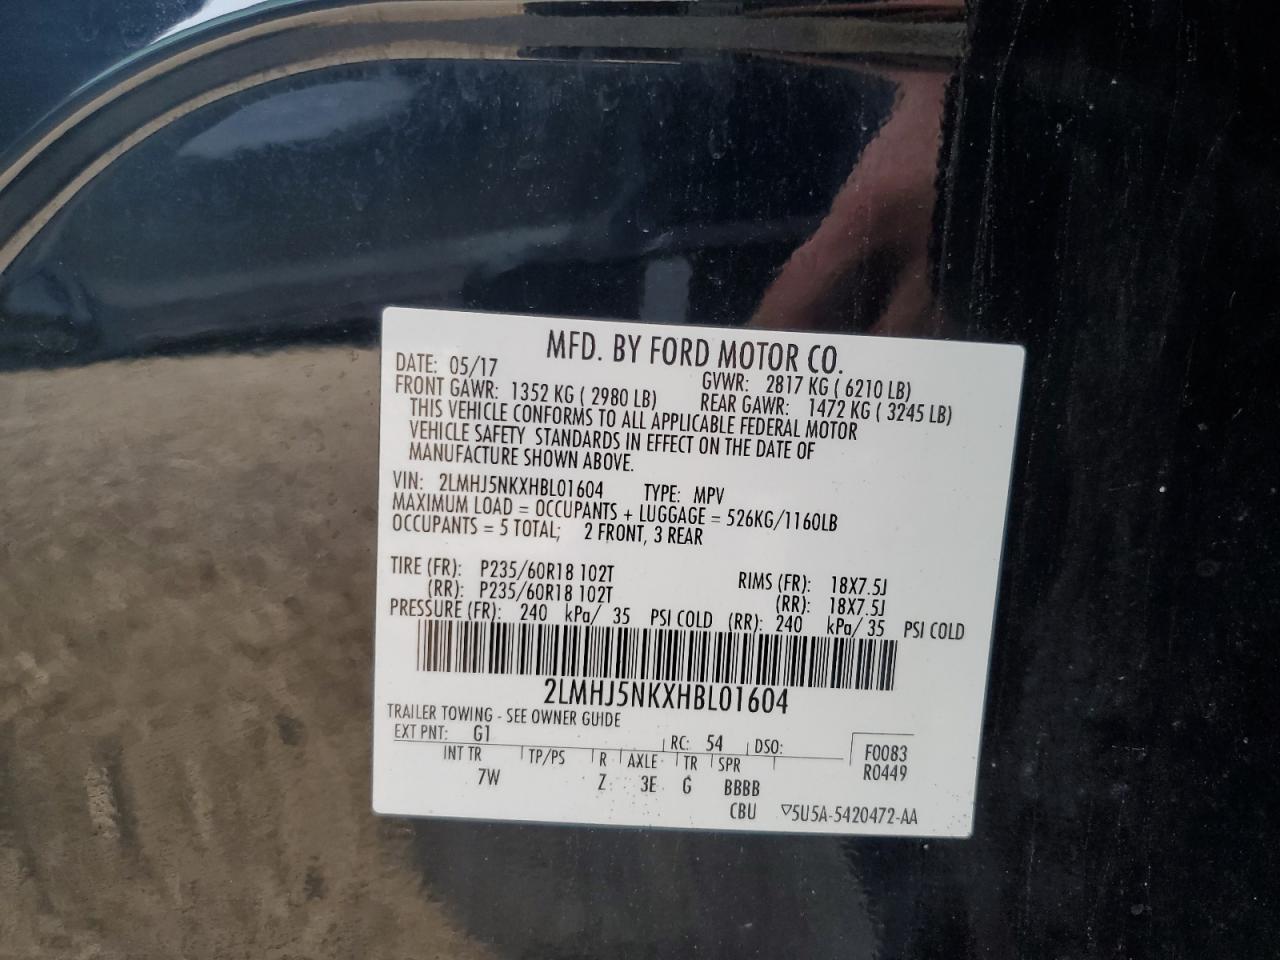 MFD. BY FORD MOTOR CO.
DATE: 05/17 GVWR: 2817 KG ( 6210 LB)
FRONT GAWR: 1352 KG ( 2980 LB) REAR GAWR: 1472 KG ( 3245 LB)
THIS VEHICLE CONFORMS TO ALL APPLICABLE FEDERAL MOTOR
VEHICLE SAFETY STANDARDS IN EFFECT ON THE DATE OF
MANUFACTURE SHOWN ABOVE.
VIN: 2LMHJ5NKXHBL01604 TYPE: MPV
MAXIMUM LOAD = OCCUPANTS + LUGGAGE = 526KG/1160LB
OCCUPANTS = 5 TOTAL; 2 FRONT, 3 REAR
TIRE (FR): P235/60R18 102T RIMS (FR): 18X7.5J
(RR): P235/60R18 102T (RR): 18X7.5J
PRESSURE (FR): 240 kPa/ 35 PSI COLD (RR): 240 kPa/ 35 PSI COLD
2LMHJ5NKXHBL01604
TRAILER TOWING - SEE OWNER GUIDE
EXT PNT: G1 RC: 54 DSO: F0083
INT TR TP/PS R AXLE TR SPR R0449
7W Z 3E G BBBB
CBU ▽5U5A-5420472-AA